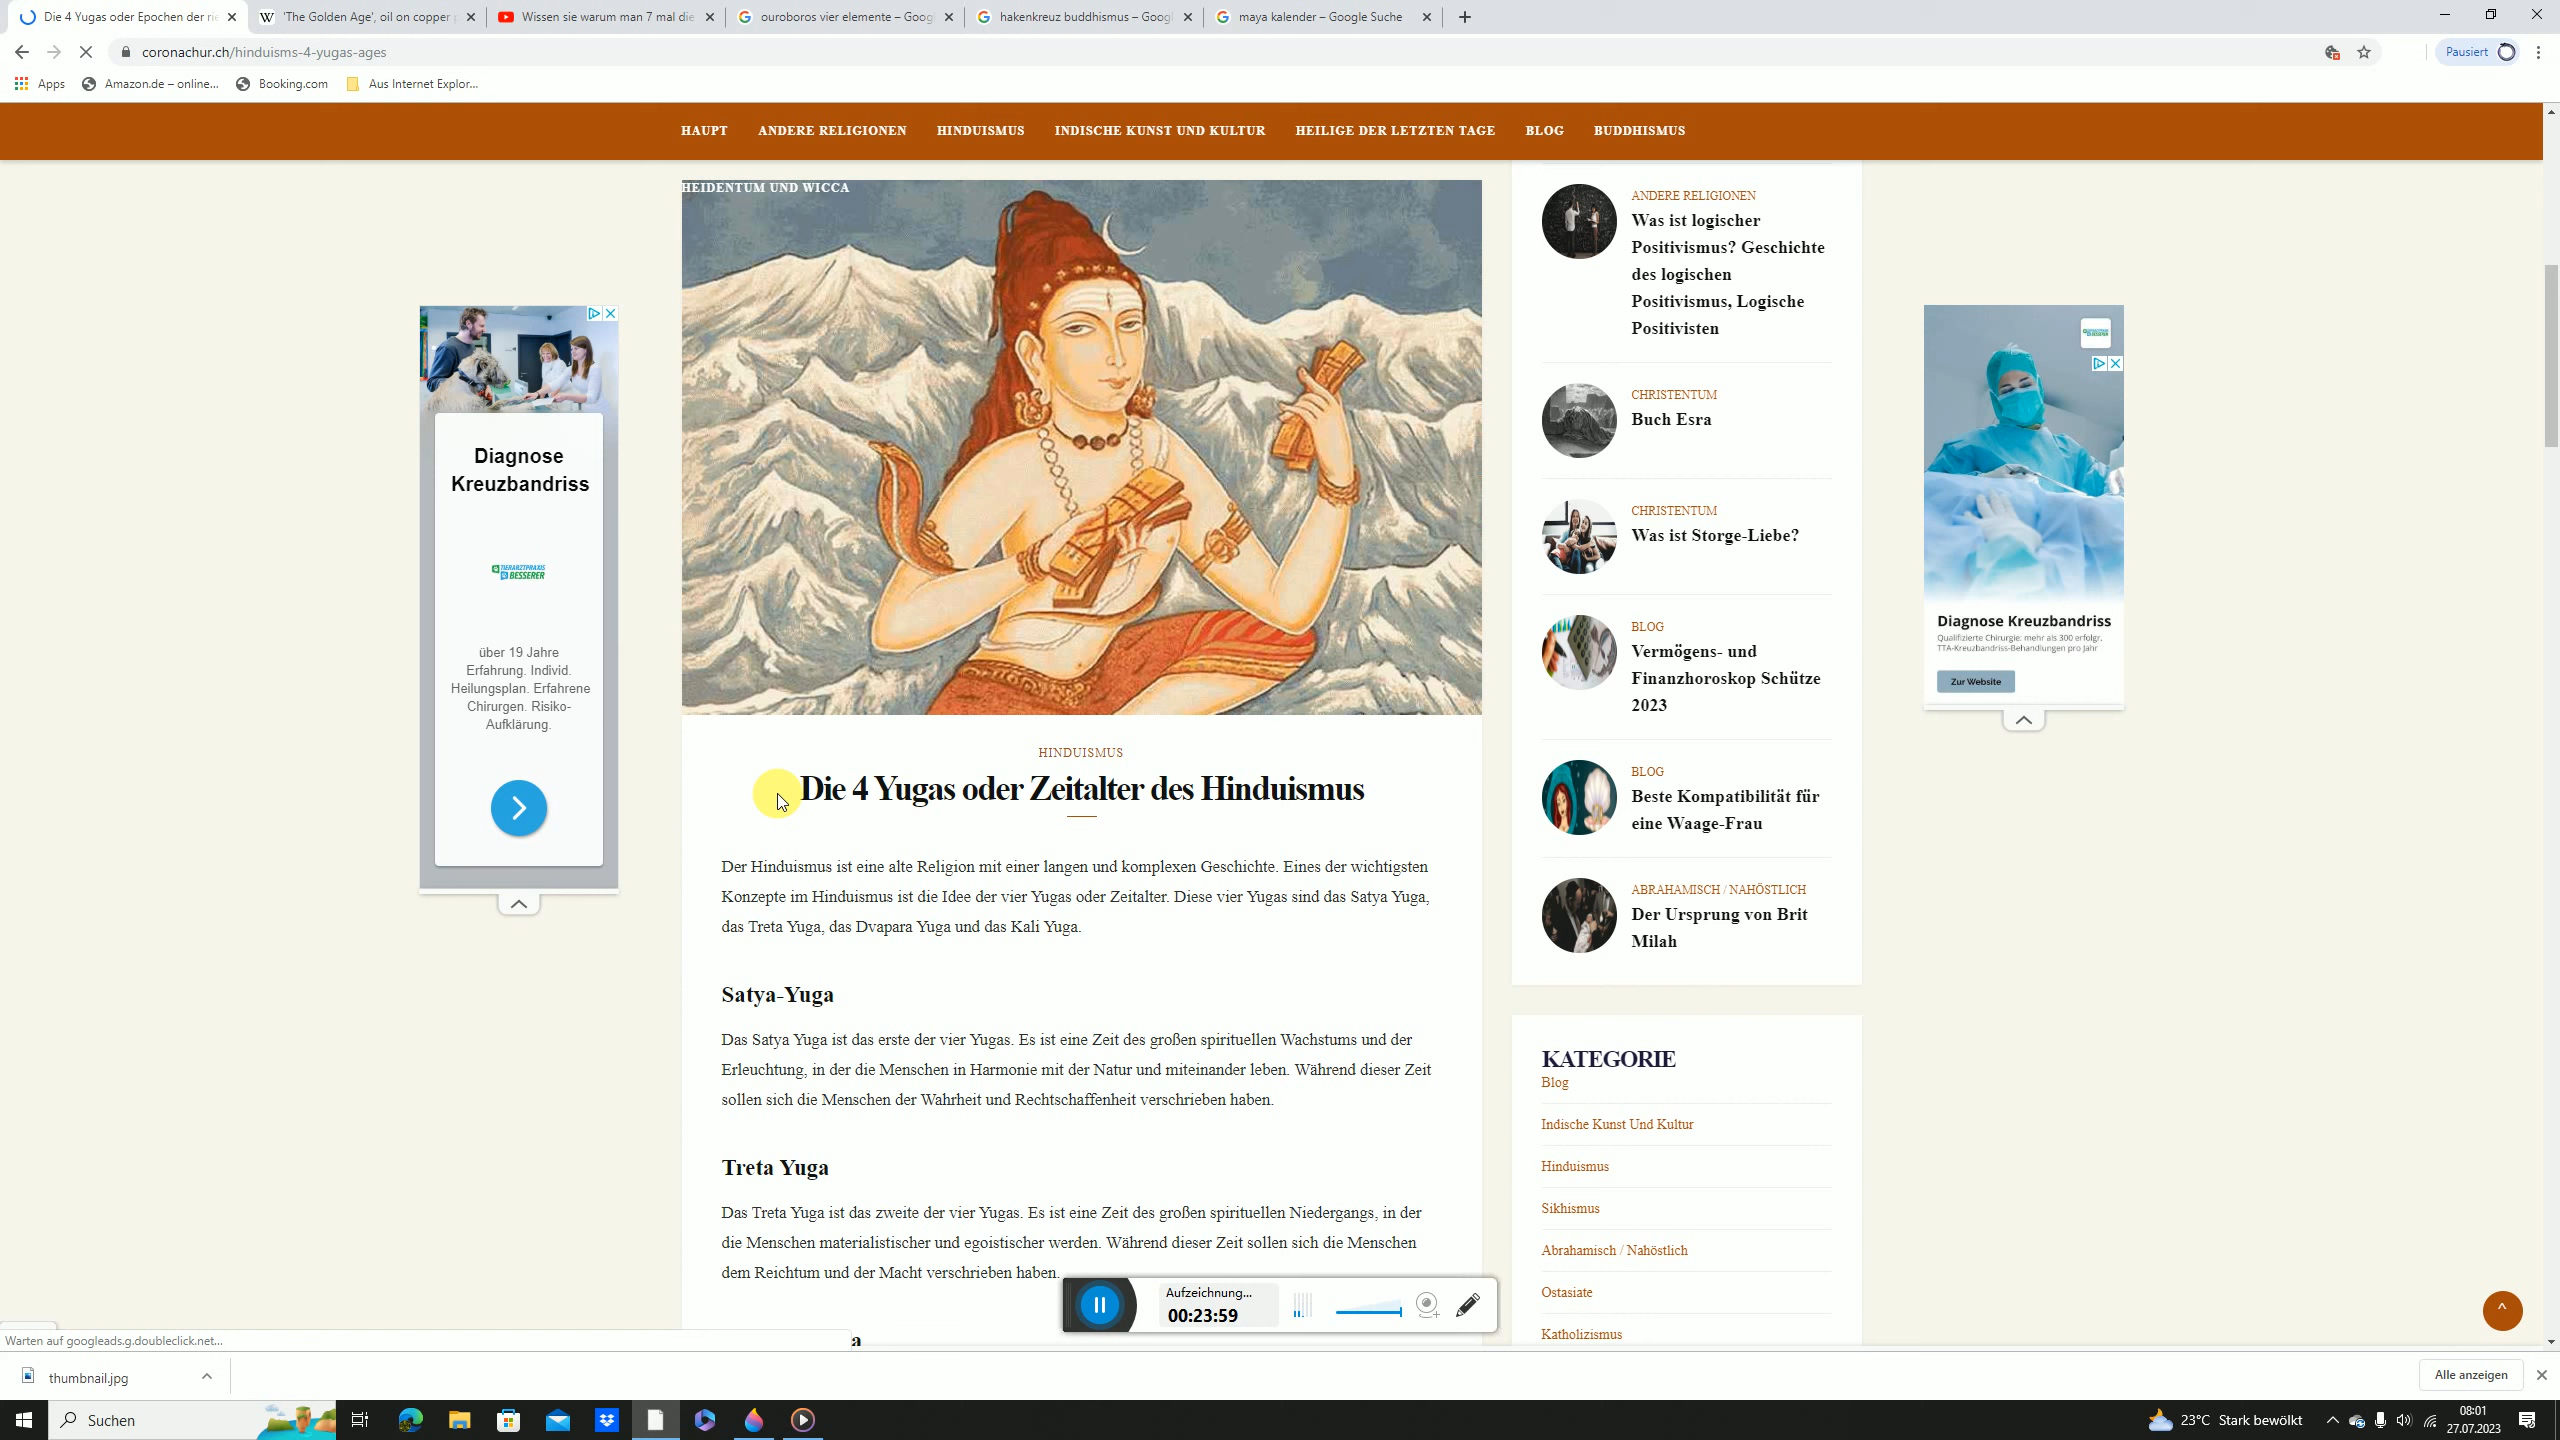 Die 4 Yugas oder Epochen der rie
'The Golden Age', oil on copper p
Wissen sie warum man 7 mal die
ouroboros vier elemente – Goog
hakenkreuz buddhismus – Googl
maya kalender – Google Suche
coronachur.ch/hinduisms-4-yugas-ages
Pausiert
Apps
Amazon.de – online...
Booking.com
Aus Internet Explor...
HAUPT
ANDERE RELIGIONEN
HINDUISMUS
INDISCHE KUNST UND KULTUR
HEILIGE DER LETZTEN TAGE
BLOG
BUDDHISMUS
HEIDENTUM UND WICCA
Diagnose
Kreuzbandriss
TIERARZTPRAXIS
BESSERER
über 19 Jahre
Erfahrung. Individ.
Heilungsplan. Erfahrene
Chirurgen. Risiko-
Aufklärung.
HINDUISMUS
Die 4 Yugas oder Zeitalter des Hinduismus
Der Hinduismus ist eine alte Religion mit einer langen und komplexen Geschichte. Eines der wichtigsten
Konzepte im Hinduismus ist die Idee der vier Yugas oder Zeitalter. Diese vier Yugas sind das Satya Yuga,
das Treta Yuga, das Dvapara Yuga und das Kali Yuga.
Satya-Yuga
Das Satya Yuga ist das erste der vier Yugas. Es ist eine Zeit des großen spirituellen Wachstums und der
Erleuchtung, in der die Menschen in Harmonie mit der Natur und miteinander leben. Während dieser Zeit
sollen sich die Menschen der Wahrheit und Rechtschaffenheit verschrieben haben.
Treta Yuga
Das Treta Yuga ist das zweite der vier Yugas. Es ist eine Zeit des großen spirituellen Niedergangs, in der
die Menschen materialistischer und egoistischer werden. Während dieser Zeit sollen sich die Menschen
dem Reichtum und der Macht verschrieben haben.
a
ANDERE RELIGIONEN
Was ist logischer
Positivismus? Geschichte
des logischen
Positivismus, Logische
Positivisten
CHRISTENTUM
Buch Esra
CHRISTENTUM
Was ist Storge-Liebe?
BLOG
Vermögens- und
Finanzhoroskop Schütze
2023
BLOG
Beste Kompatibilität für
eine Waage-Frau
ABRAHAMISCH / NAHÖSTLICH
Der Ursprung von Brit
Milah
KATEGORIE
Blog
Indische Kunst Und Kultur
Hinduismus
Sikhismus
Abrahamisch / Nahöstlich
Ostasiate
Katholizismus
Diagnose Kreuzbandriss
Qualifizierte Chirurgie: mehr als 300 erfolgr.
TTA-Kreuzbandriss-Behandlungen pro Jahr
Zur Website
Aufzeichnung...
00:23:59
Warten auf googleads.g.doubleclick.net...
thumbnail.jpg
Alle anzeigen
Suchen
23°C Stark bewölkt
08:01
27.07.2023